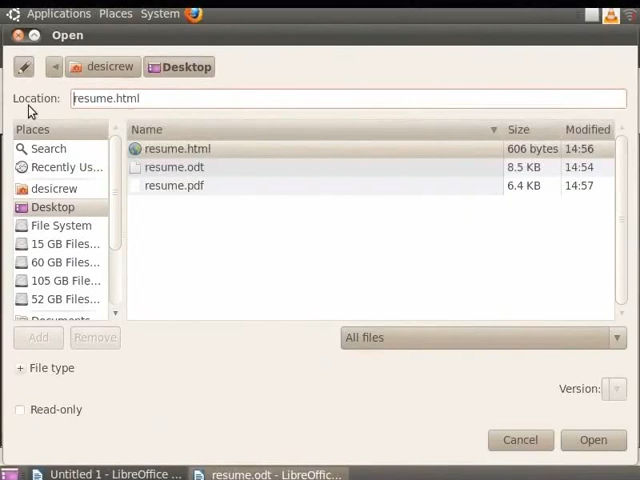 Applications Places System
Open
desicrew Desktop
Location: resume.html
Places
Search
Recently Us...
desicrew
Desktop
File System
15 GB Files...
60 GB Files...
105 GB File...
52 GB Files...
Name Size Modified
resume.html 606 bytes 14:56
resume.odt 8.5 KB 14:54
resume.pdf 6.4 KB 14:57
Add Remove All files
+ File type
Version:
Read-only
Cancel Open
Untitled 1 - LibreOffice ... resume.odt - LibreOffic...